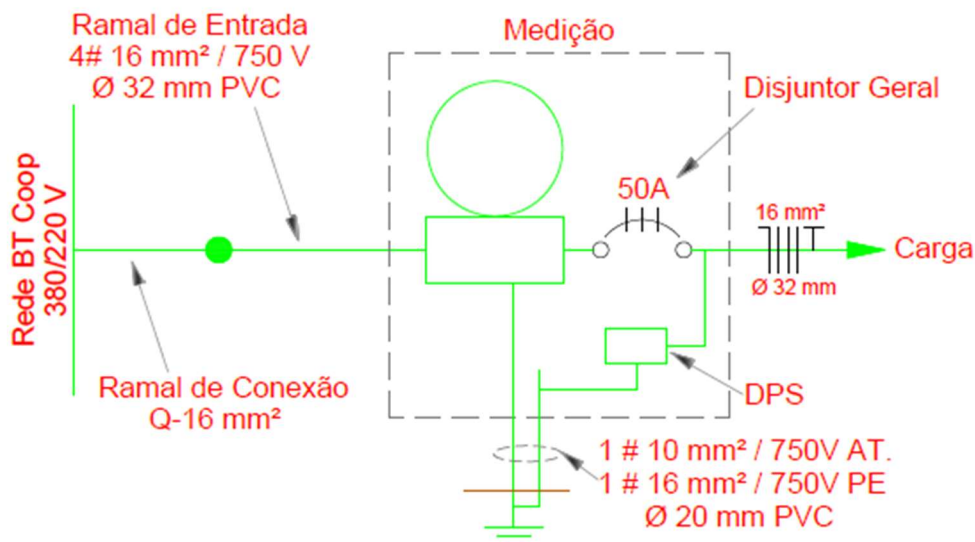 Ramal de Entrada
4# 16 mm² / 750 V
Ø 32 mm PVC
Medição
Disjuntor Geral
50A
16 mm²
Ø 32 mm
Carga
Rede BT Coop
380/220 V
Ramal de Conexão
Q-16 mm²
DPS
1 # 10 mm² / 750V AT.
1 # 16 mm² / 750V PE
Ø 20 mm PVC